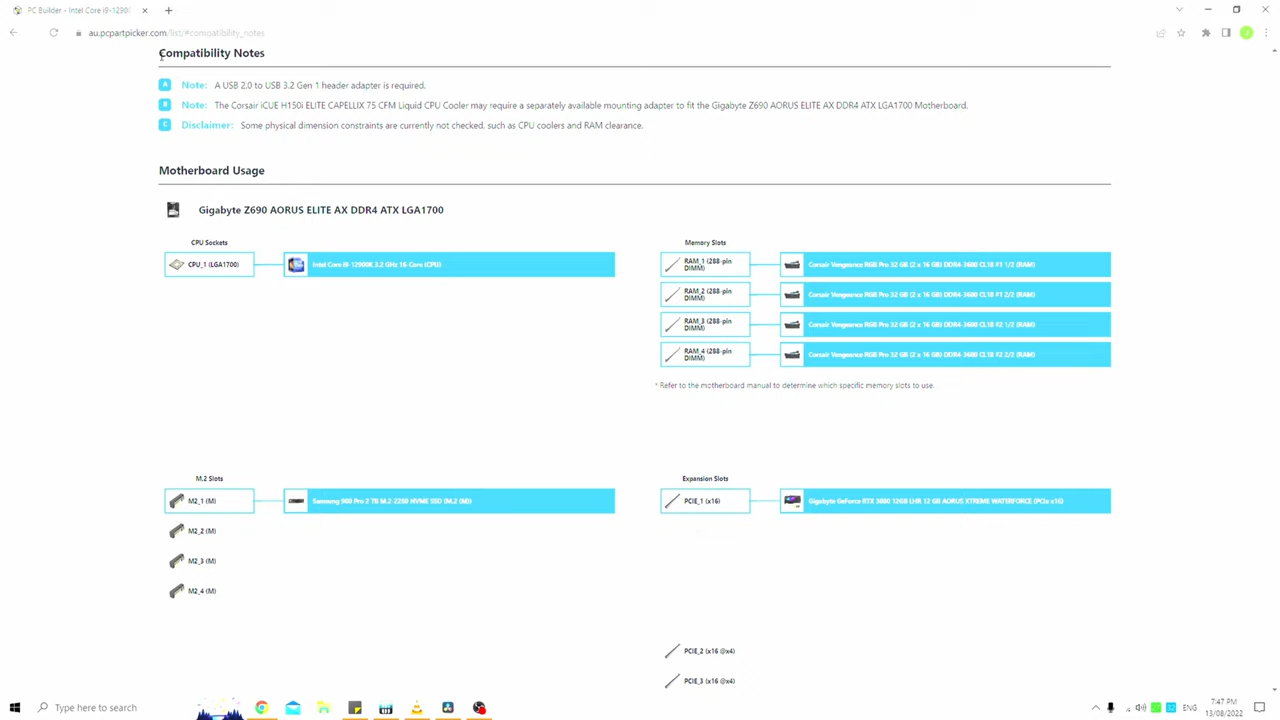 PC Builder - Intel Core i9-1290
au.pcpartpicker.com/list/#compatibility_notes
Compatibility Notes
A Note: A USB 2.0 to USB 3.2 Gen 1 header adapter is required.
B Note: The Corsair iCUE H150i ELITE CAPELLIX 75 CFM Liquid CPU Cooler may require a separately available mounting adapter to fit the Gigabyte Z690 AORUS ELITE AX DDR4 ATX LGA1700 Motherboard.
C Disclaimer: Some physical dimension constraints are currently not checked, such as CPU coolers and RAM clearance.
Motherboard Usage
Gigabyte Z690 AORUS ELITE AX DDR4 ATX LGA1700
CPU Sockets
CPU_1 (LGA1700)
Intel Core i9-12900K 3.2 GHz 16-Core (CPU)
Memory Slots
RAM_1 (288-pin
DIMM)
Corsair Vengeance RGB Pro 32 GB (2 x 16 GB) DDR4-3600 CL18 #1 1/2 (RAM)
RAM_2 (288-pin
DIMM)
Corsair Vengeance RGB Pro 32 GB (2 x 16 GB) DDR4-3600 CL18 #1 2/2 (RAM)
RAM_3 (288-pin
DIMM)
Corsair Vengeance RGB Pro 32 GB (2 x 16 GB) DDR4-3600 CL18 #2 1/2 (RAM)
RAM_4 (288-pin
DIMM)
Corsair Vengeance RGB Pro 32 GB (2 x 16 GB) DDR4-3600 CL18 #2 2/2 (RAM)
* Refer to the motherboard manual to determine which specific memory slots to use.
M.2 Slots
M2_1 (M)
Samsung 980 Pro 2 TB M.2-2280 NVME SSD (M.2 (M))
M2_2 (M)
M2_3 (M)
M2_4 (M)
Expansion Slots
PCIE_1 (x16)
Gigabyte GeForce RTX 3080 12GB LHR 12 GB AORUS XTREME WATERFORCE (PCIe x16)
PCIE_2 (x16 @x4)
PCIE_3 (x16 @x4)
Type here to search
ENG
7:47 PM
13/08/2022